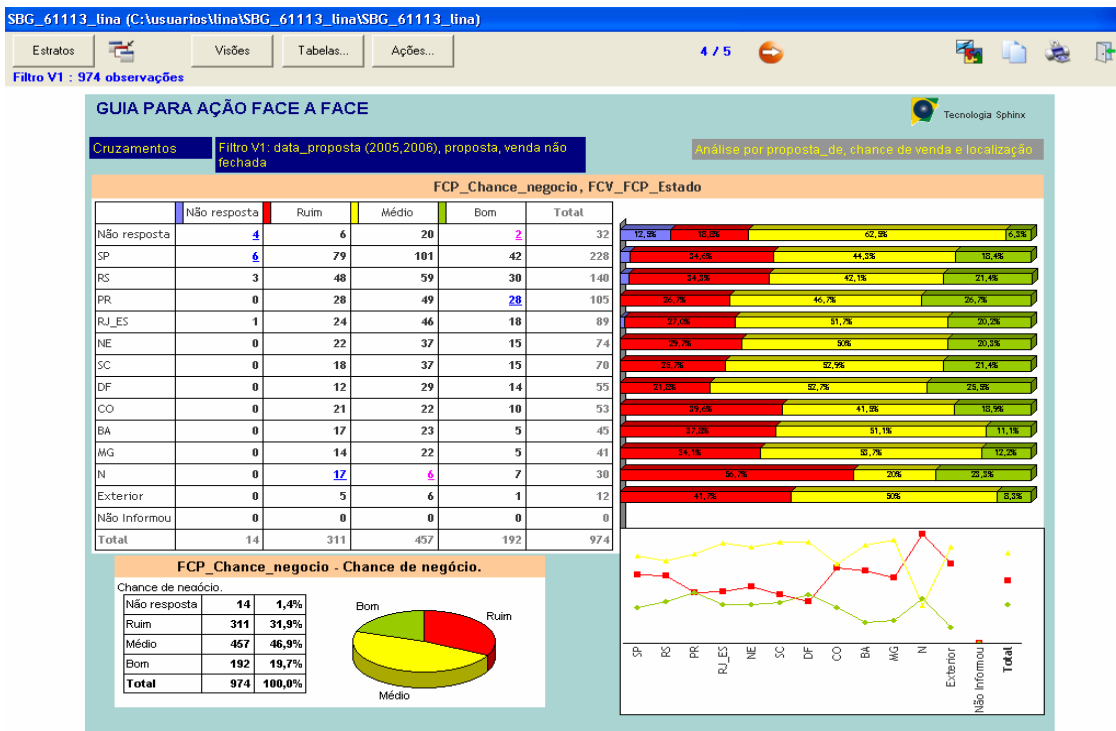 SBG_61113_lina (C:\usuarios\lina\SBG_61113_lina\SBG_61113_lina)
Estratos Visões Tabelas... Ações... 4 / 5
Filtro V1 : 974 observações
GUIA PARA AÇÃO FACE A FACE
Tecnologia Sphinx
Cruzamentos
Filtro V1: data_proposta (2005,2006), proposta, venda não
fechada
Análise por proposta_de, chance de venda e localização
FCP_Chance_negocio, FCV_FCP_Estado
Não resposta Ruim Médio Bom Total
Não resposta 4 6 20 2 32
SP 6 79 101 42 228
RS 3 48 59 30 140
PR 0 28 49 28 105
RJ_ES 1 24 46 18 89
NE 0 22 37 15 74
SC 0 18 37 15 70
DF 0 12 29 14 55
CO 0 21 22 10 53
BA 0 17 23 5 45
MG 0 14 22 5 41
N 0 17 6 7 30
Exterior 0 5 6 1 12
Não Informou 0 0 0 0 0
Total 14 311 457 192 974
12,5% 18,8% 62,5% 6,3%
34,6% 44,3% 18,4%
34,3% 42,1% 21,4%
26,7% 46,7% 26,7%
27,0% 51,7% 20,2%
29,7% 50% 20,3%
25,7% 52,9% 21,4%
21,8% 52,7% 25,5%
39,6% 41,5% 18,9%
37,8% 51,1% 11,1%
34,1% 53,7% 12,2%
56,7% 20% 23,3%
41,7% 50% 8,3%
FCP_Chance_negocio - Chance de negócio.
Chance de negócio.
Não resposta 14 1,4%
Ruim 311 31,9%
Médio 457 46,9%
Bom 192 19,7%
Total 974 100,0%
Bom
Ruim
Médio
SP RS PR RJ_ES NE SC DF CO BA MG N Exterior Não Informou Total